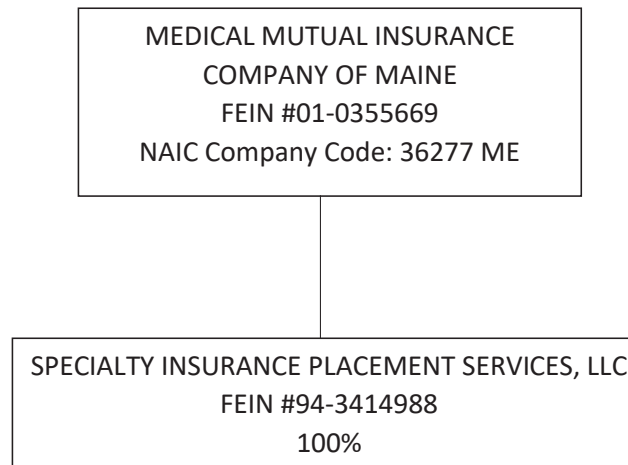 MEDICAL MUTUAL INSURANCE
COMPANY OF MAINE
FEIN #01-0355669
NAIC Company Code: 36277 ME
SPECIALTY INSURANCE PLACEMENT SERVICES, LLC
FEIN #94-3414988
100%